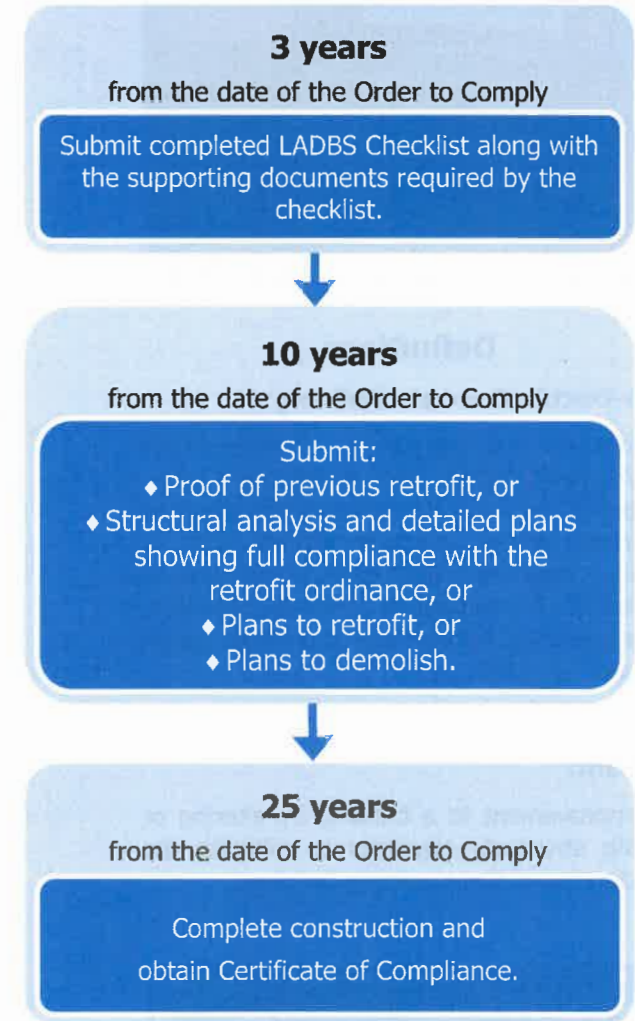 3 years
from the date of the Order to Comply
Submit completed LADBS Checklist along with
the supporting documents required by the
checklist.
10 years
from the date of the Order to Comply
Submit:
♦ Proof of previous retrofit, or
♦ Structural analysis and detailed plans
showing full compliance with the
retrofit ordinance, or
♦ Plans to retrofit, or
♦ Plans to demolish.
25 years
from the date of the Order to Comply
Complete construction and
obtain Certificate of Compliance.